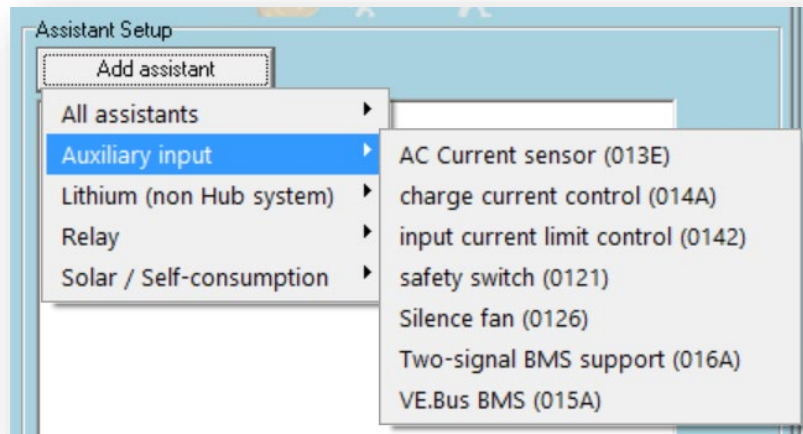 Assistant Setup
Add assistant
All assistants
Auxiliary input
Lithium (non Hub system)
Relay
Solar / Self-consumption
AC Current sensor (013E)
charge current control (014A)
input current limit control (0142)
safety switch (0121)
Silence fan (0126)
Two-signal BMS support (016A)
VE.Bus BMS (015A)